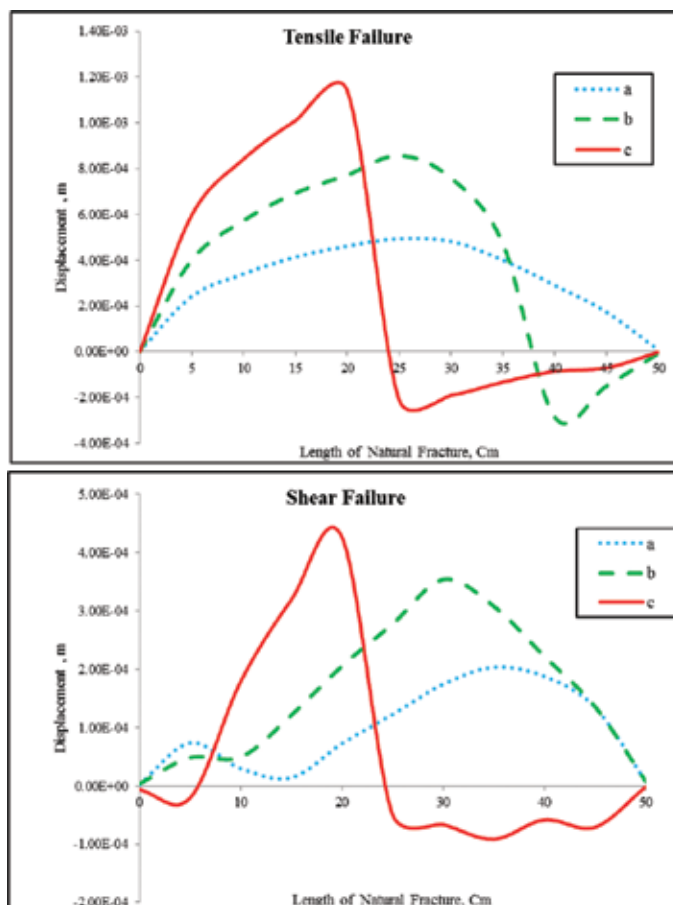 Tensile Failure
1.40E-03
1.20E-03
1.00E-03
8.00E-04
6.00E-04
4.00E-04
2.00E-04
0.00E+00
-2.00E-04
-4.00E-04
Displacement , m
0 5 10 15 20 25 30 35 40 45 50
Length of Natural Fracture, Cm
a
b
c
Shear Failure
5.00E-04
4.00E-04
3.00E-04
2.00E-04
1.00E-04
0.00E+00
-1.00E-04
-2.00E-04
Displacement , m
0 10 20 30 40 50
Length of Natural Fracture, Cm
a
b
c